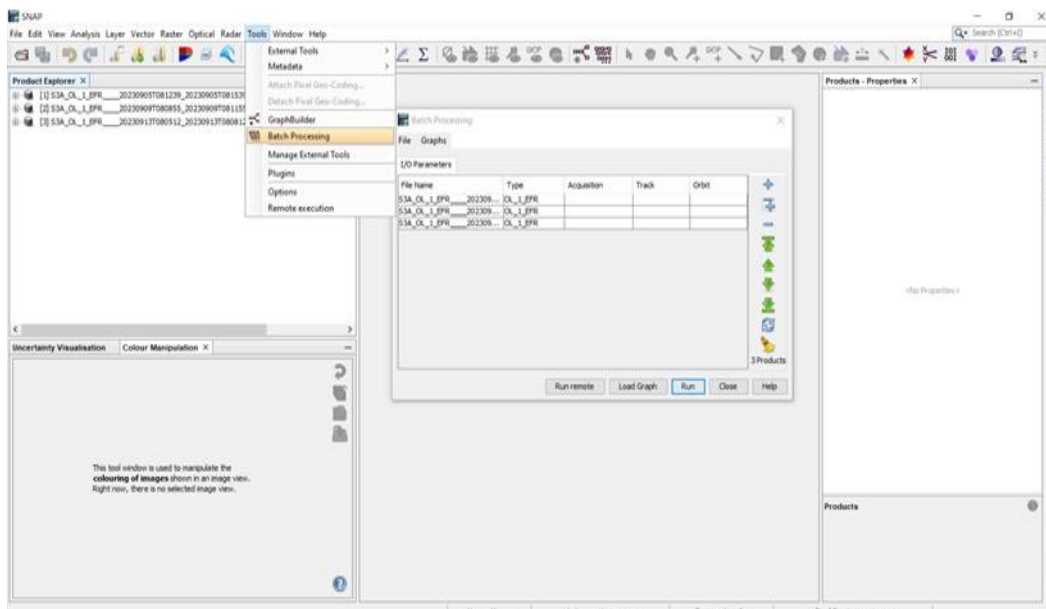 SNAP
File Edit View Analysis Layer Vector Raster Optical Radar Tools Window Help
Search (Ctrl+I)
Product Explorer ×
[1] S3A_OL_1_EFR____20230905T081239_20230905T081539
[2] S3A_OL_1_EFR____20230909T080855_20230909T081155
[3] S3A_OL_1_EFR____20230913T080512_20230913T080812
External Tools
Metadata
Attach Pixel Geo-Coding...
Detach Pixel Geo-Coding...
GraphBuilder
Batch Processing
Manage External Tools
Plugins
Options
Remote execution
Batch Processing
File Graphs
I/O Parameters
File Name Type Acquisition Track Orbit
S3A_OL_1_EFR____202309... OL_1_EFR
S3A_OL_1_EFR____202309... OL_1_EFR
S3A_OL_1_EFR____202309... OL_1_EFR
3 Products
Run remote Load Graph Run Close Help
Products - Properties ×
<No Properties>
Uncertainty Visualisation Colour Manipulation ×
This tool window is used to manipulate the
colouring of images shown in an image view.
Right now, there is no selected image view.
Products